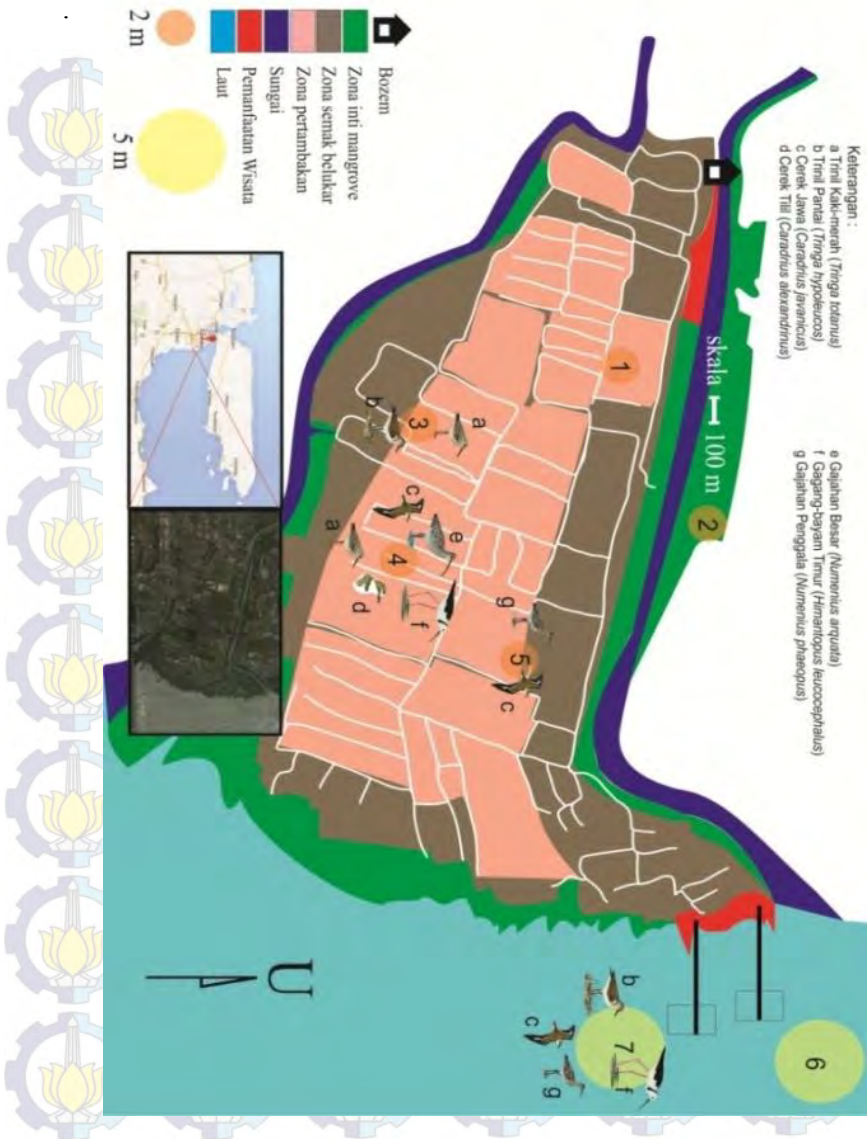 Keterangan :
a Trinil Kaki-merah (Tringa totanus)
b Trinil Pantai (Tringa hypoleucos)
c Cerek Jawa (Caradrius javanicus)
d Cerek Tilil (Caradrius alexandrinus)
e Gajahan Besar (Numenius arquata)
f Gagang-bayam Timur (Himantopus leucocephalus)
g Gajahan Penggala (Numenius phaeopus)
skala 100 m
1
2
3
a
b
4
c
e
a
d
f
5
g
c
6
7
b
c
f
g
U
Bozem
Zona inti mangrove
Zona semak belukar
Zona pertambakan
Sungai
Pemanfaatan Wisata
Laut
2 m
5 m